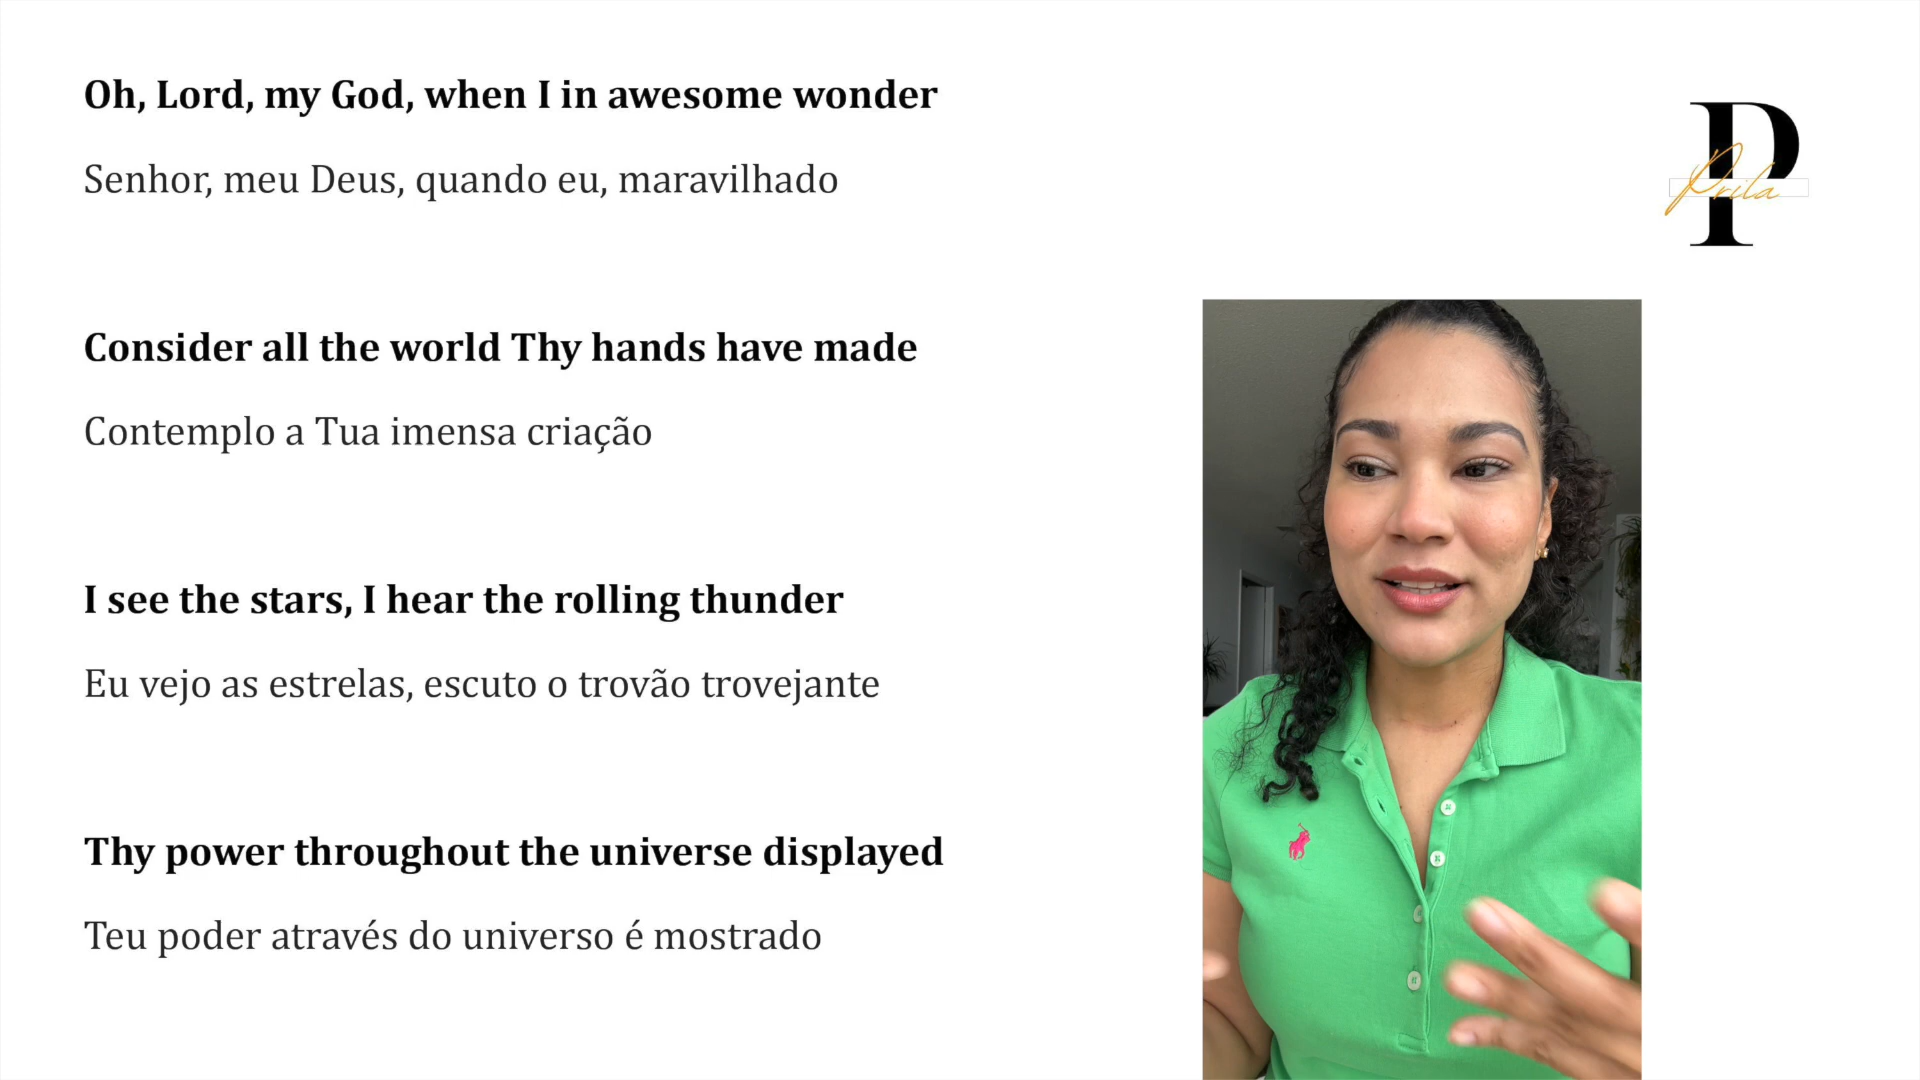 Oh, Lord, my God, when I in awesome wonder
Senhor, meu Deus, quando eu, maravilhado
Consider all the world Thy hands have made
Contemplo a Tua imensa criação
I see the stars, I hear the rolling thunder
Eu vejo as estrelas, escuto o trovão trovejante
Thy power throughout the universe displayed
Teu poder através do universo é mostrado
P
Prila